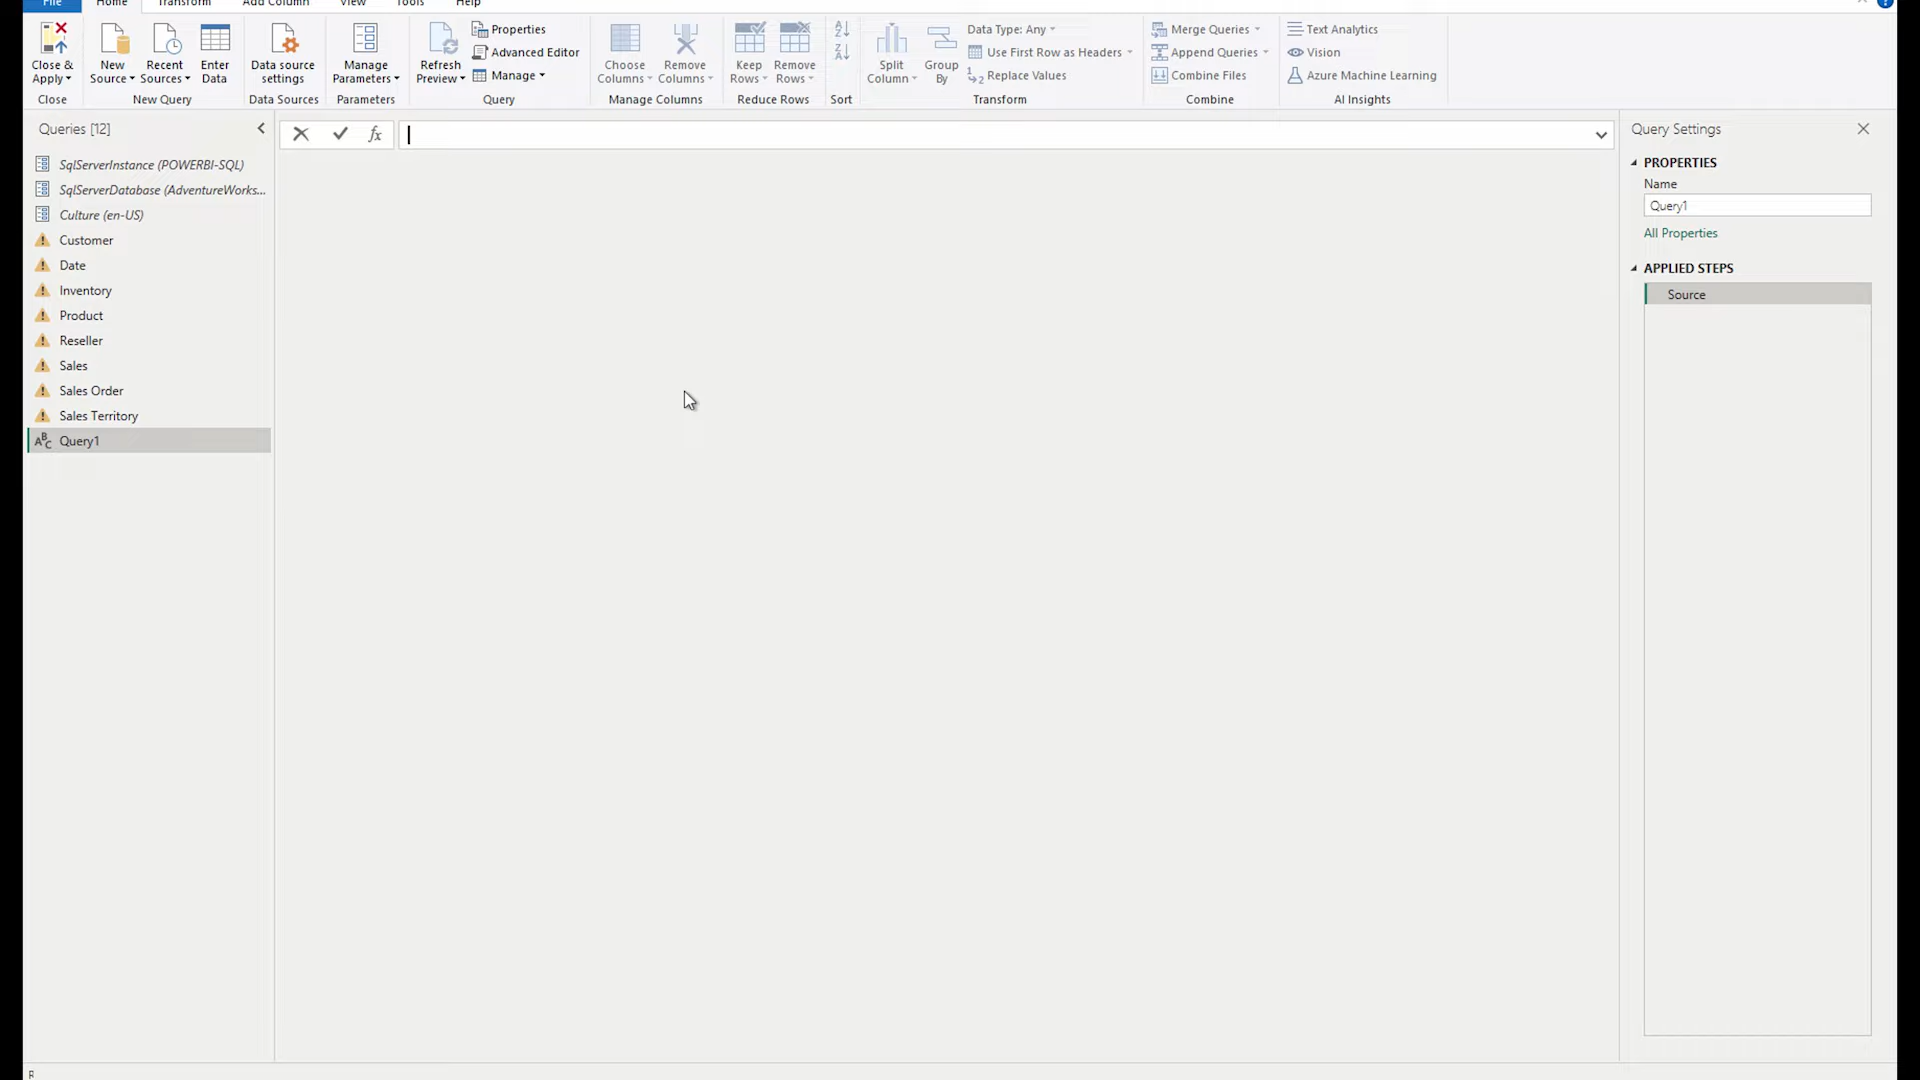 File Home Transform Add Column View Tools Help
Close & Apply
New Source
Recent Sources
Enter Data
Data source settings
Manage Parameters
Refresh Preview
Properties
Advanced Editor
Manage
Choose Columns
Remove Columns
Keep Rows
Remove Rows
Split Column
Group By
Data Type: Any
Use First Row as Headers
Replace Values
Merge Queries
Append Queries
Combine Files
Text Analytics
Vision
Azure Machine Learning
Close New Query Data Sources Parameters Query Manage Columns Reduce Rows Sort Transform Combine AI Insights
Queries [12]
SqlServerInstance (POWERBI-SQL)
SqlServerDatabase (AdventureWorks...
Culture (en-US)
Customer
Date
Inventory
Product
Reseller
Sales
Sales Order
Sales Territory
Query1
fx
Query Settings
PROPERTIES
Name
Query1
All Properties
APPLIED STEPS
Source